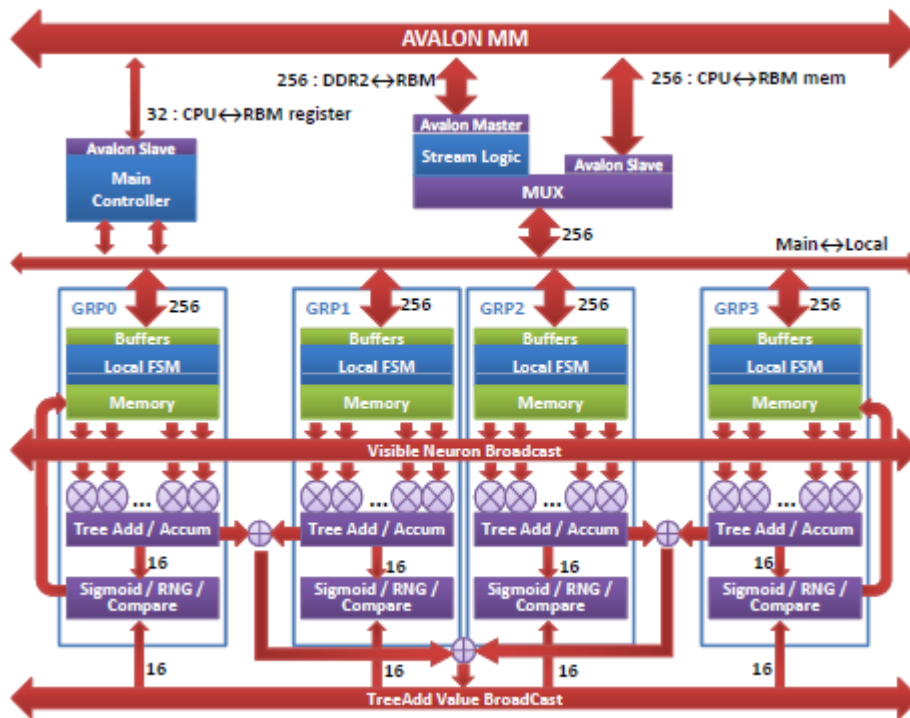 AVALON MM
256 : DDR2↔RBM
256 : CPU↔RBM mem
32 : CPU↔RBM register
Avalon Slave
Main
Controller
Avalon Master
Stream Logic
Avalon Slave
MUX
256
Main↔Local
GRP0
256
Buffers
Local FSM
Memory
GRP1
256
Buffers
Local FSM
Memory
GRP2
256
Buffers
Local FSM
Memory
GRP3
256
Buffers
Local FSM
Memory
Visible Neuron Broadcast
...
...
...
...
Tree Add / Accum
Tree Add / Accum
Tree Add / Accum
Tree Add / Accum
16
16
16
16
Sigmoid / RNG /
Compare
Sigmoid / RNG /
Compare
Sigmoid / RNG /
Compare
Sigmoid / RNG /
Compare
16
16
16
16
TreeAdd Value BroadCast